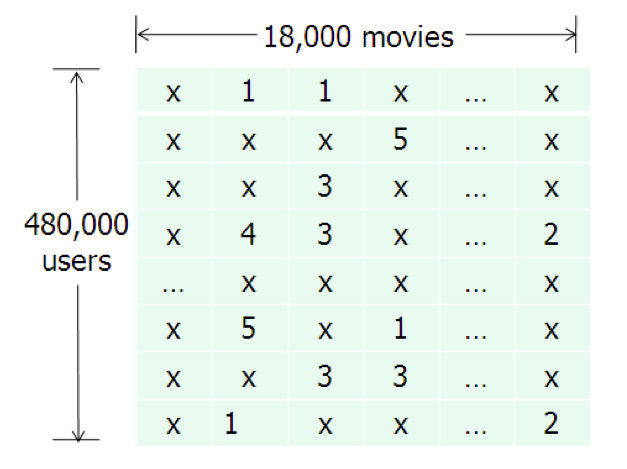 18,000 movies
480,000
users
x 1 1 x ... x
x x x 5 ... x
x x 3 x ... x
x 4 3 x ... 2
... x x x ... x
x 5 x 1 ... x
x x 3 3 ... x
x 1 x x ... 2